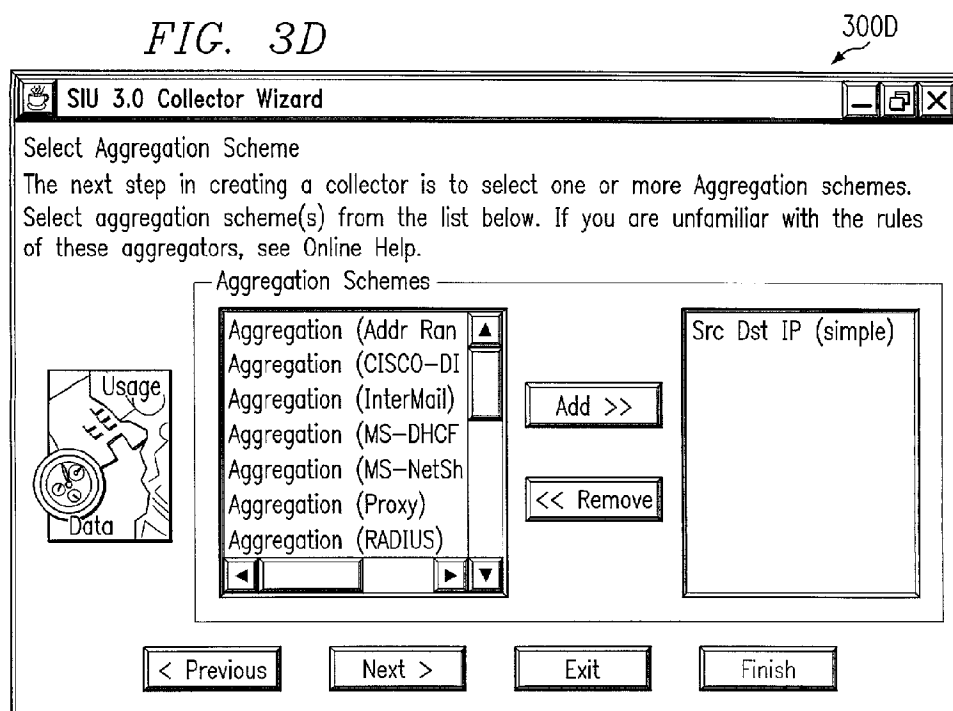 FIG. 3D
300D
SIU 3.0 Collector Wizard
Select Aggregation Scheme
The next step in creating a collector is to select one or more Aggregation schemes.
Select aggregation scheme(s) from the list below. If you are unfamiliar with the rules
of these aggregators, see Online Help.
Aggregation Schemes
Aggregation (Addr Ran
Aggregation (CISCO-DI
Aggregation (InterMail)
Aggregation (MS-DHCF
Aggregation (MS-NetSh
Aggregation (Proxy)
Aggregation (RADIUS)
Usage
Data
Add >>
<< Remove
Src Dst IP (simple)
< Previous
Next >
Exit
Finish